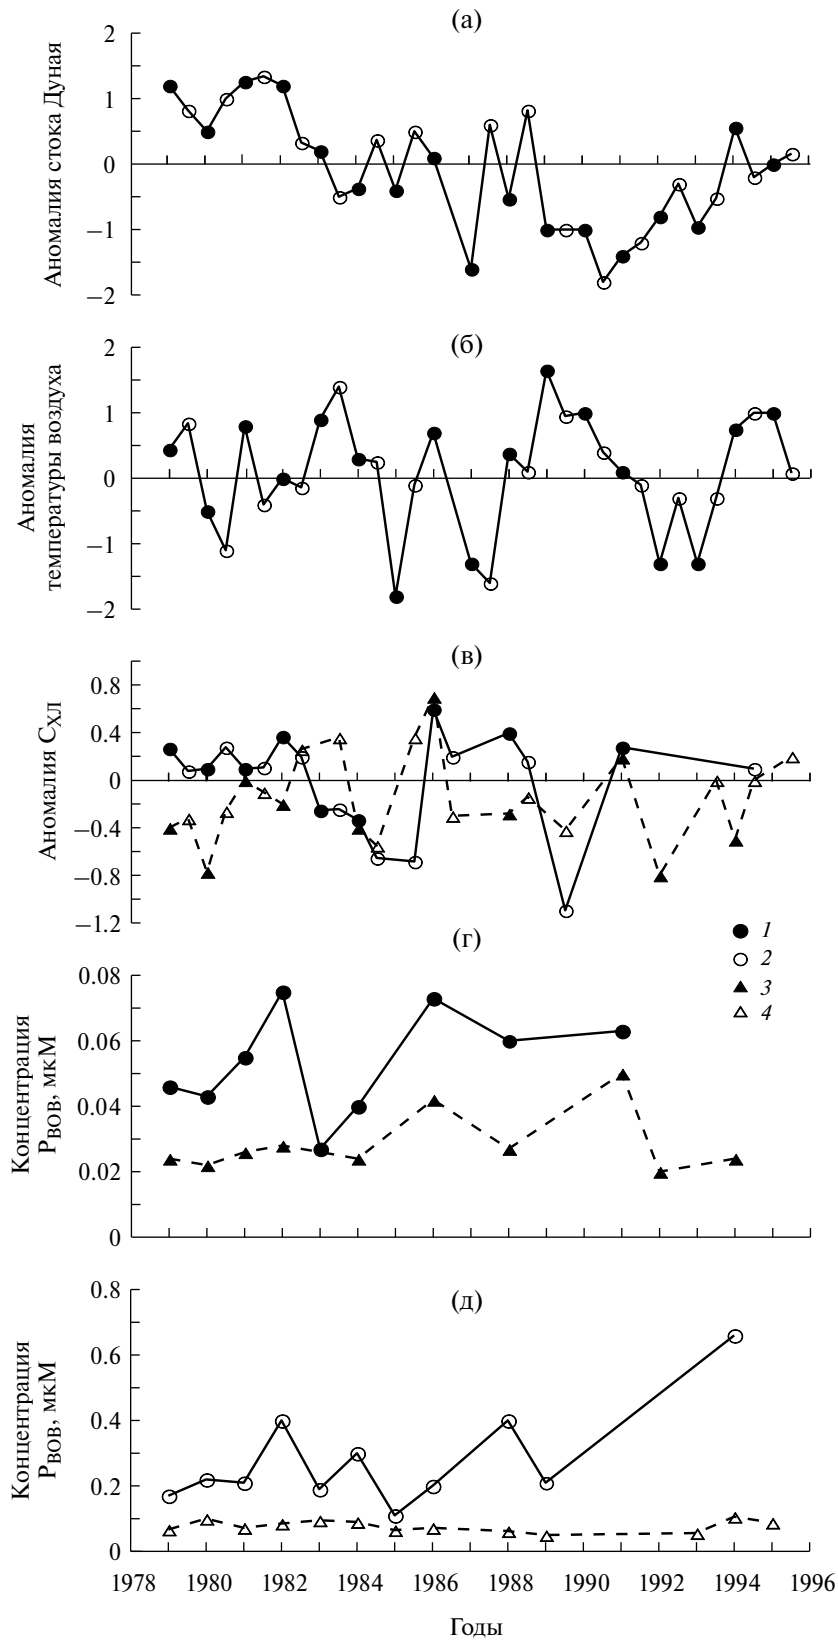 (а)
Аномалия стока Дуная
2
1
0
−1
−2
(б)
Аномалия
температуры воздуха
2
1
0
−1
−2
(в)
Аномалия CХЛ
0.8
0.4
0
−0.4
−0.8
−1.2
1
2
3
4
(г)
Концентрация
PВОВ, мкМ
0.08
0.06
0.04
0.02
0
(д)
Концентрация
PВОВ, мкМ
0.8
0.6
0.4
0.2
0
1978 1980 1982 1984 1986 1988 1990 1992 1994 1996
Годы